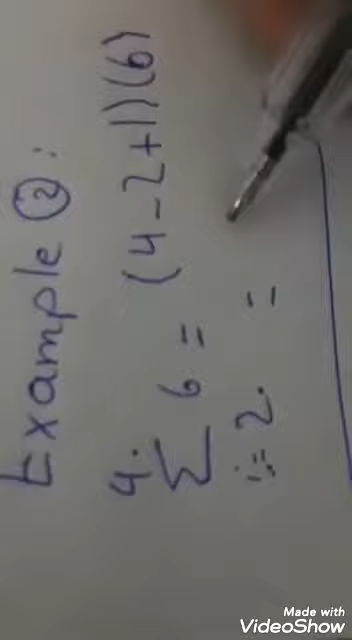 Example ②:
4
∑ 6 = (4-2+1)(6)
i=2
=
Made with
VideoShow